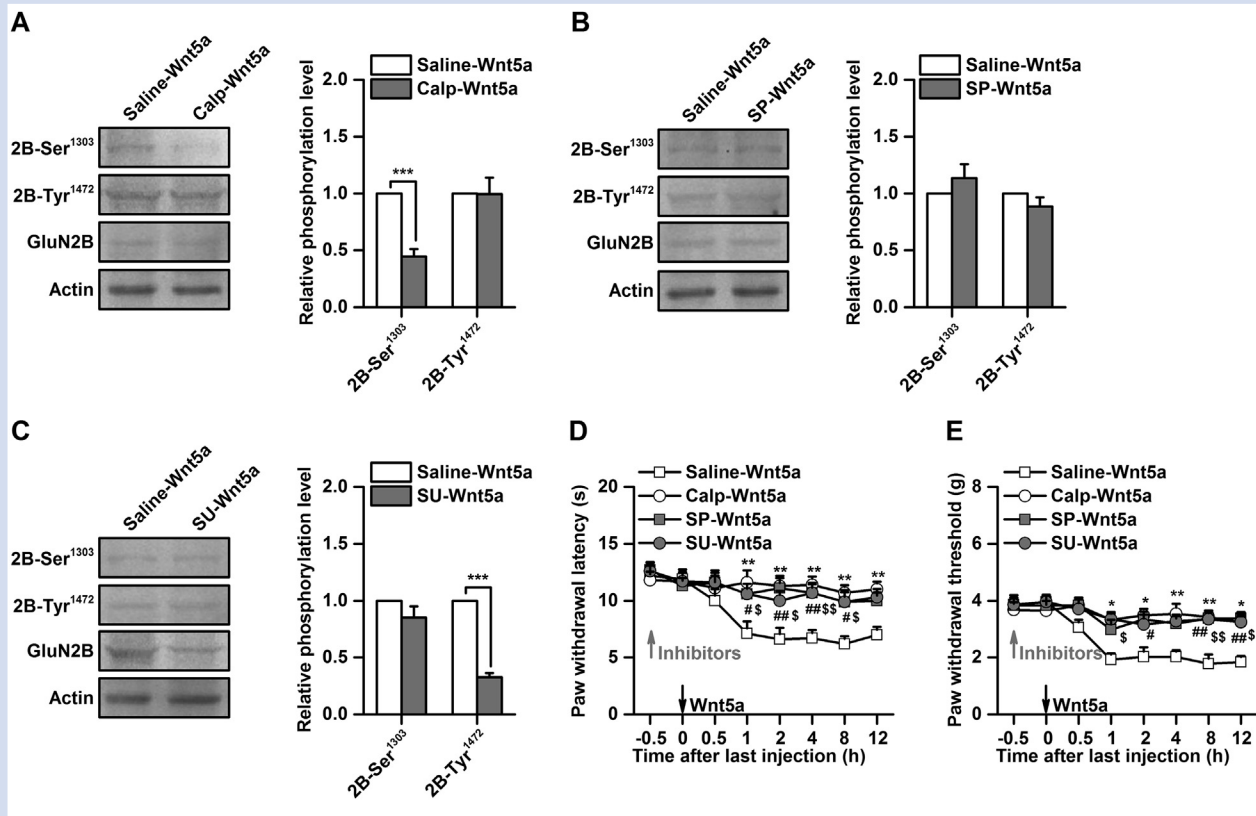 A
Saline-Wnt5a
Calp-Wnt5a
2B-Ser1303
2B-Tyr1472
GluN2B
Actin
Relative phosphorylation level
2.0
1.5
1.0
0.5
0.0
Saline-Wnt5a
Calp-Wnt5a
***
2B-Ser1303
2B-Tyr1472
B
Saline-Wnt5a
SP-Wnt5a
2B-Ser1303
2B-Tyr1472
GluN2B
Actin
Relative phosphorylation level
2.0
1.5
1.0
0.5
0.0
Saline-Wnt5a
SP-Wnt5a
2B-Ser1303
2B-Tyr1472
C
Saline-Wnt5a
SU-Wnt5a
2B-Ser1303
2B-Tyr1472
GluN2B
Actin
Relative phosphorylation level
2.0
1.5
1.0
0.5
0.0
Saline-Wnt5a
SU-Wnt5a
***
2B-Ser1303
2B-Tyr1472
D
Paw withdrawal latency (s)
20
15
10
5
0
Saline-Wnt5a
Calp-Wnt5a
SP-Wnt5a
SU-Wnt5a
** ** ** ** **
# $ ## $ ## $$ # $
Inhibitors
Wnt5a
-0.5 0 0.5 1 2 4 8 12
Time after last injection (h)
E
Paw withdrawal threshold (g)
8
6
4
2
0
Saline-Wnt5a
Calp-Wnt5a
SP-Wnt5a
SU-Wnt5a
* * ** ** *
$ # ## $$ ## $
Inhibitors
Wnt5a
-0.5 0 0.5 1 2 4 8 12
Time after last injection (h)